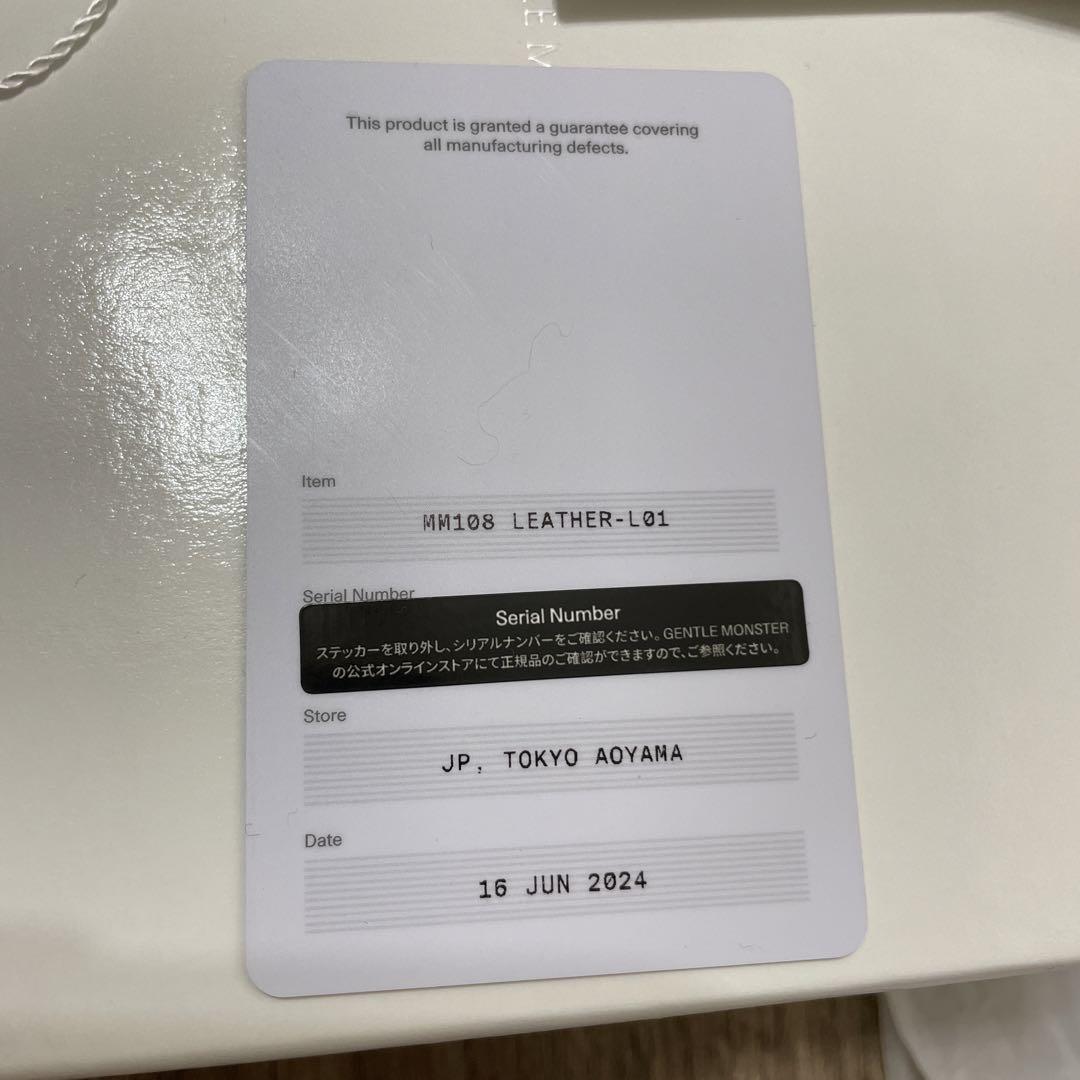 LEM
This product is granted a guarantee covering
all manufacturing defects.
Item
MM108 LEATHER-L01
Serial Number
Serial Number
ステッカーを取り外し、シリアルナンバーをご確認ください。GENTLE MONSTER
の公式オンラインストアにて正規品のご確認ができますので、ご参照ください。
Store
JP, TOKYO AOYAMA
Date
16 JUN 2024